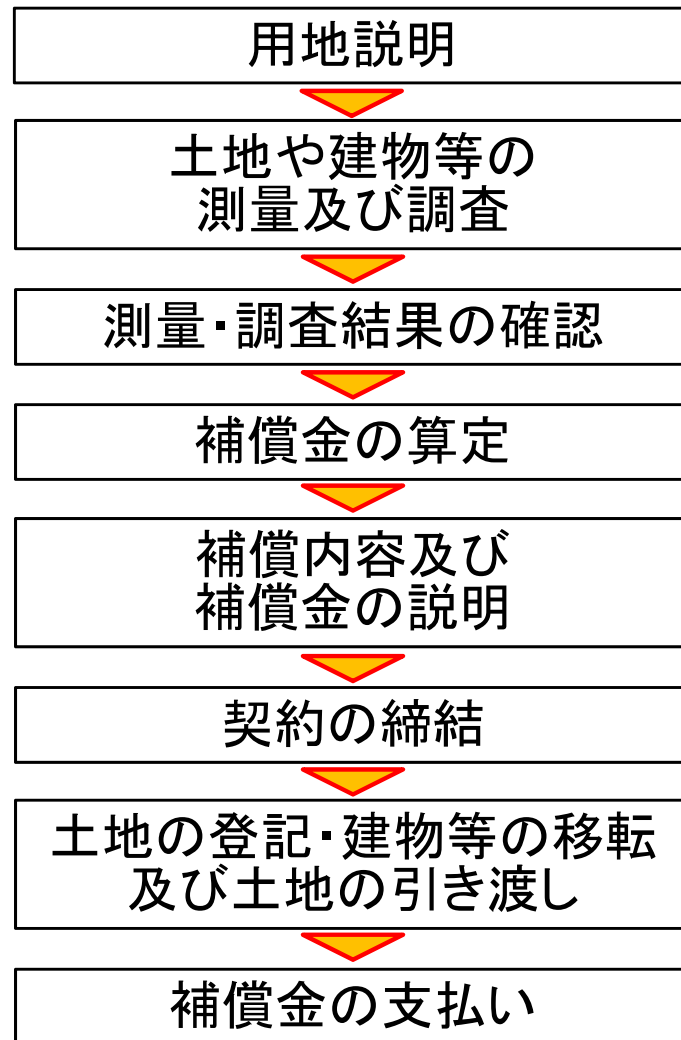 用地説明
土地や建物等の
測量及び調査
測量・調査結果の確認
補償金の算定
補償内容及び
補償金の説明
契約の締結
土地の登記・建物等の移転
及び土地の引き渡し
補償金の支払い